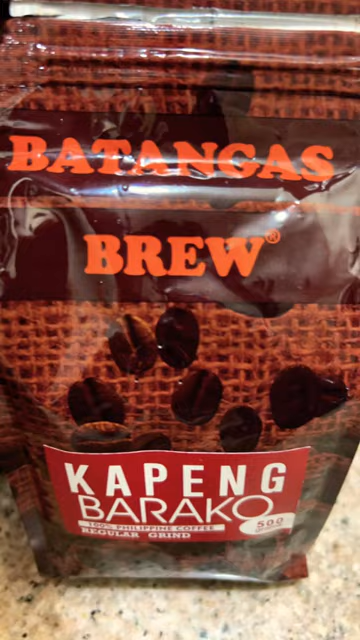 BATANGAS
BREW®
KAPENG
BARAKO
100% PHILIPPINE COFFEE
500
REGULAR GRIND